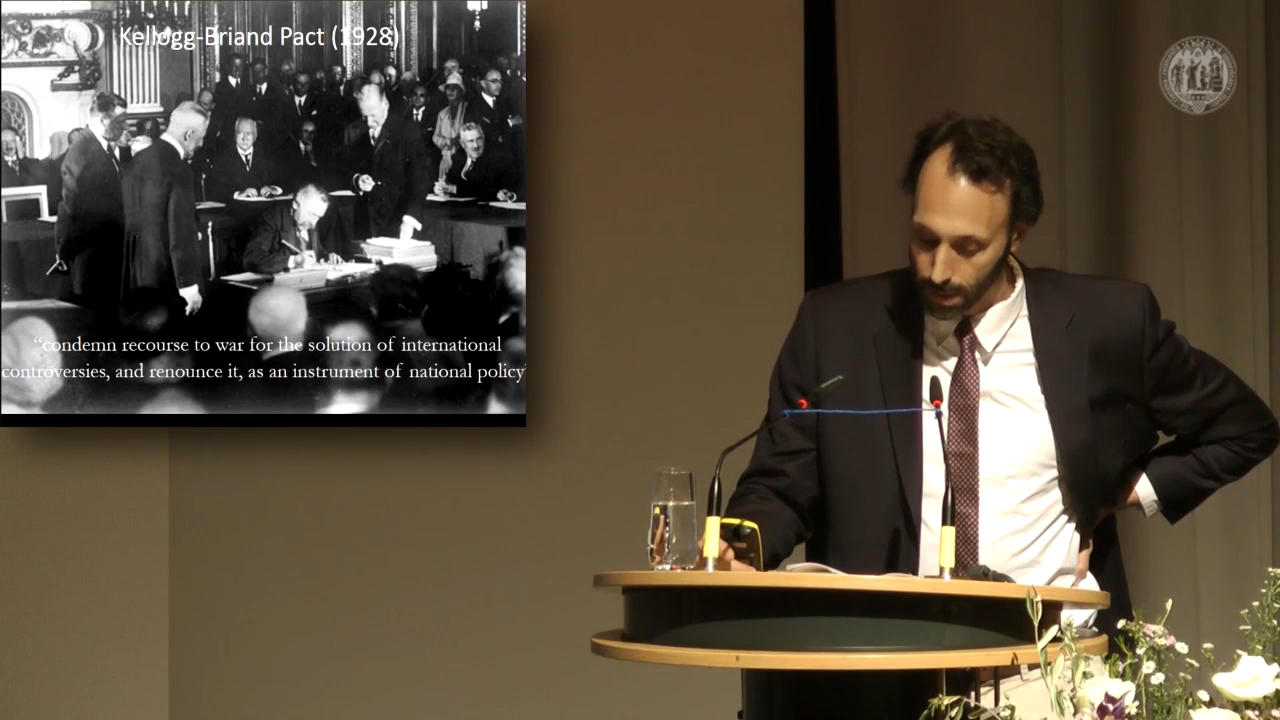 Kellogg-Briand Pact (1928)
“condemn recourse to war for the solution of international
controversies, and renounce it, as an instrument of national policy